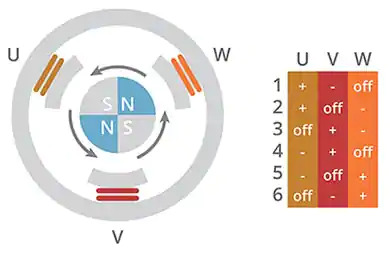 U W
S N
N S
V
U V W
1 + - off
2 + off -
3 off + -
4 - + off
5 - off +
6 off - +